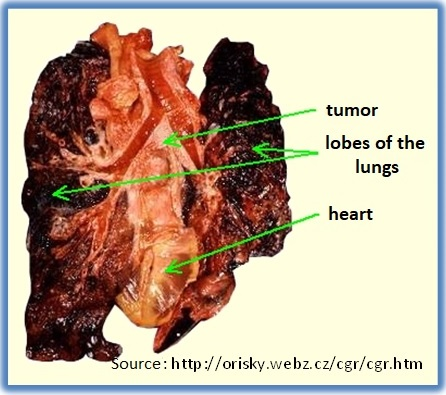 tumor
lobes of the
lungs
heart
Source: http://orisky.webz.cz/cgr/cgr.htm